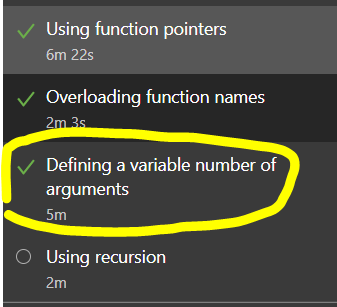 Using function pointers
6m 22s
Overloading function names
2m 3s
Defining a variable number of
arguments
5m
Using recursion
2m